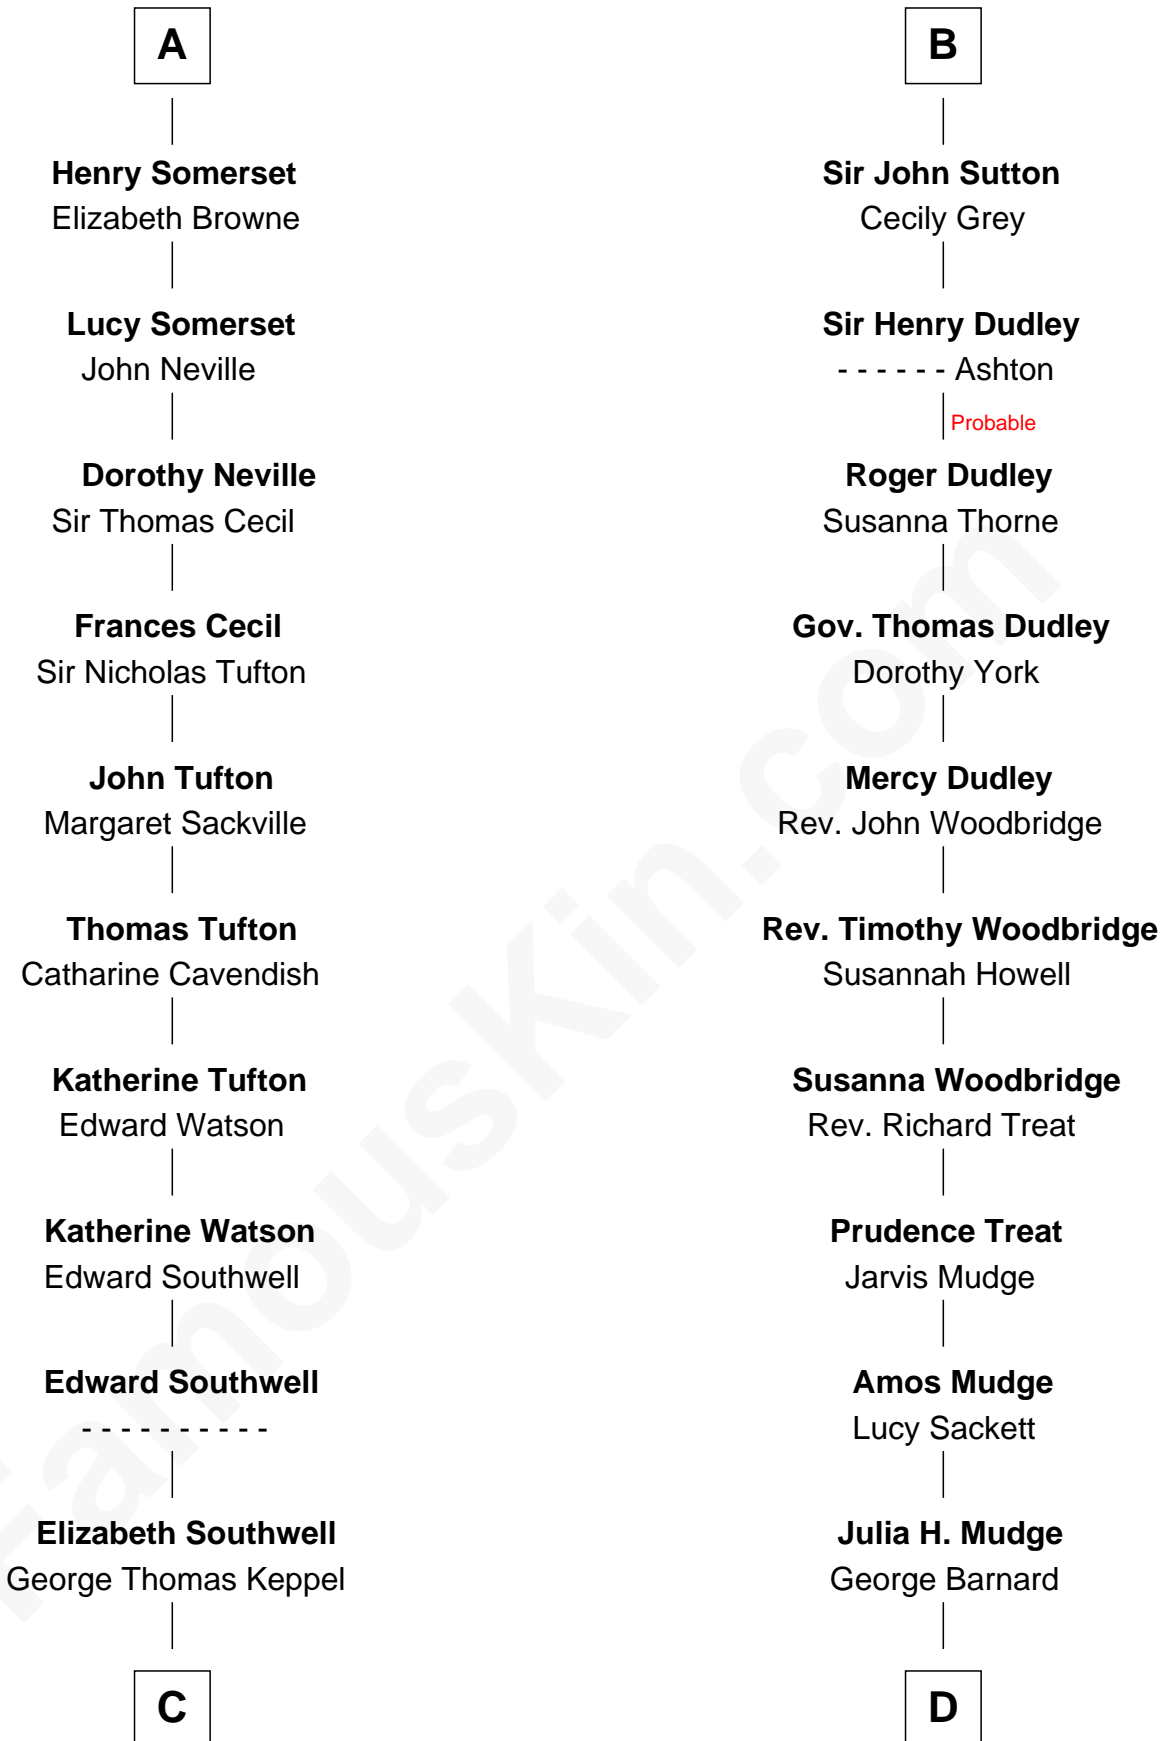 A
Henry Somerset
Elizabeth Browne
Lucy Somerset
John Neville
Dorothy Neville
Sir Thomas Cecil
Frances Cecil
Sir Nicholas Tufton
John Tufton
Margaret Sackville
Thomas Tufton
Catharine Cavendish
Katherine Tufton
Edward Watson
Katherine Watson
Edward Southwell
Edward Southwell
- - - - - - - - - -
Elizabeth Southwell
George Thomas Keppel
C
B
Sir John Sutton
Cecily Grey
Sir Henry Dudley
- - - - - - Ashton
Probable
Roger Dudley
Susanna Thorne
Gov. Thomas Dudley
Dorothy York
Mercy Dudley
Rev. John Woodbridge
Rev. Timothy Woodbridge
Susannah Howell
Susanna Woodbridge
Rev. Richard Treat
Prudence Treat
Jarvis Mudge
Amos Mudge
Lucy Sackett
Julia H. Mudge
George Barnard
D
FamousKin.com